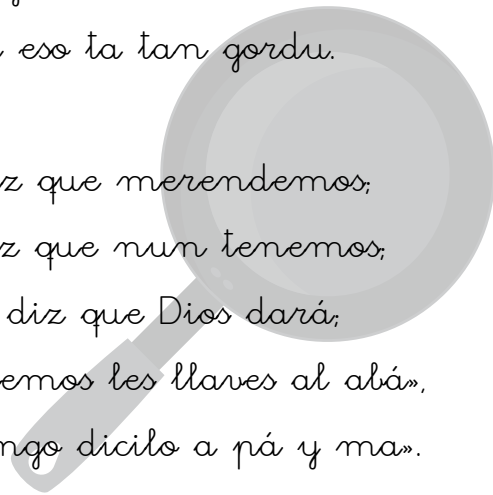 eso ta tan gordu.
z que merendemos;
z que nun tenemos;
diz que Dios dará;
emos les llaves al abá»,
ngo dicilo a pá y ma».